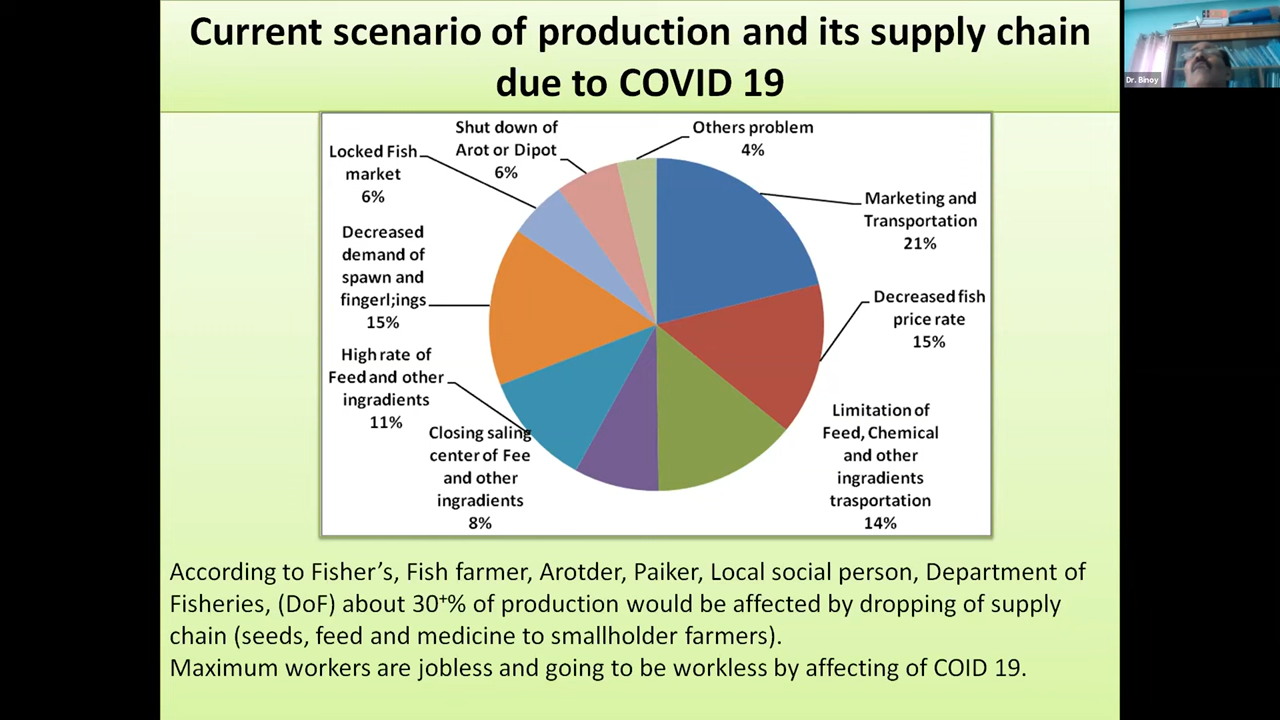 Current scenario of production and its supply chain
due to COVID 19
Dr. Binoy
Shut down of
Arot or Dipot
6%
Others problem
4%
Locked Fish
market
6%
Marketing and
Transportation
21%
Decreased
demand of
spawn and
fingerl;ings
15%
Decreased fish
price rate
15%
High rate of
Feed and other
ingradients
11%
Limitation of
Feed, Chemical
and other
ingradients
trasportation
14%
Closing saling
center of Fee
and other
ingradients
8%
According to Fisher’s, Fish farmer, Arotder, Paiker, Local social person, Department of
Fisheries, (DoF) about 30⁺% of production would be affected by dropping of supply
chain (seeds, feed and medicine to smallholder farmers).
Maximum workers are jobless and going to be workless by affecting of COID 19.